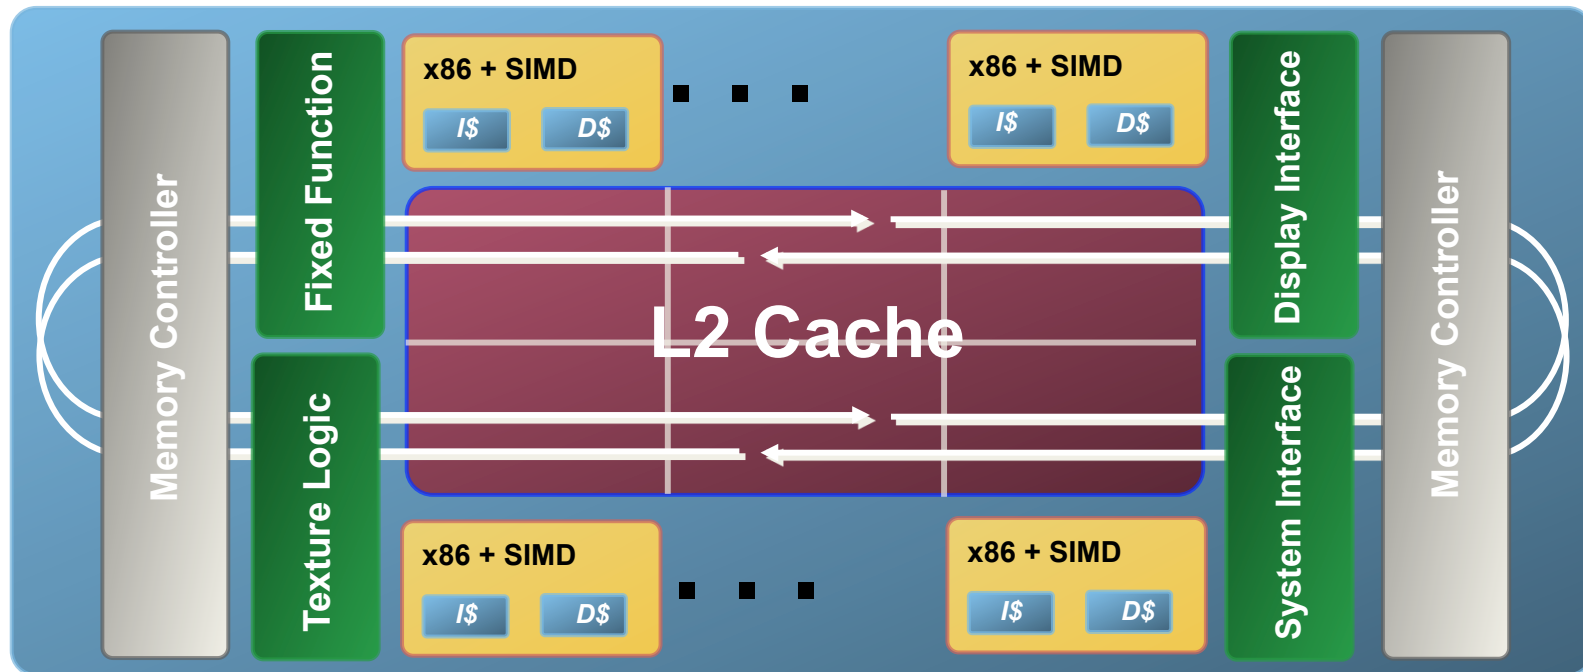 Memory Controller
Fixed Function
Texture Logic
x86 + SIMD
I$ D$
x86 + SIMD
I$ D$
L2 Cache
x86 + SIMD
I$ D$
x86 + SIMD
I$ D$
Display Interface
System Interface
Memory Controller